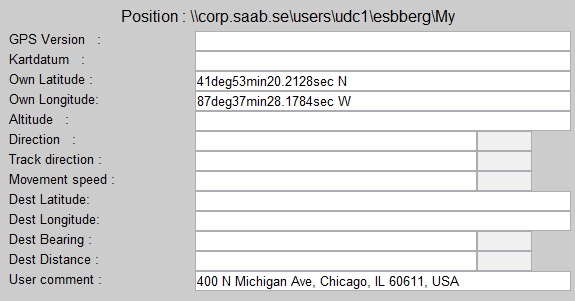 Position : \\corp.saab.se\users\udc1\esbberg\My
GPS Version :
Kartdatum :
Own Latitude : 41deg53min20.2128sec N
Own Longitude: 87deg37min28.1784sec W
Altitude :
Direction :
Track direction :
Movement speed :
Dest Latitude:
Dest Longitude:
Dest Bearing :
Dest Distance :
User comment : 400 N Michigan Ave, Chicago, IL 60611, USA